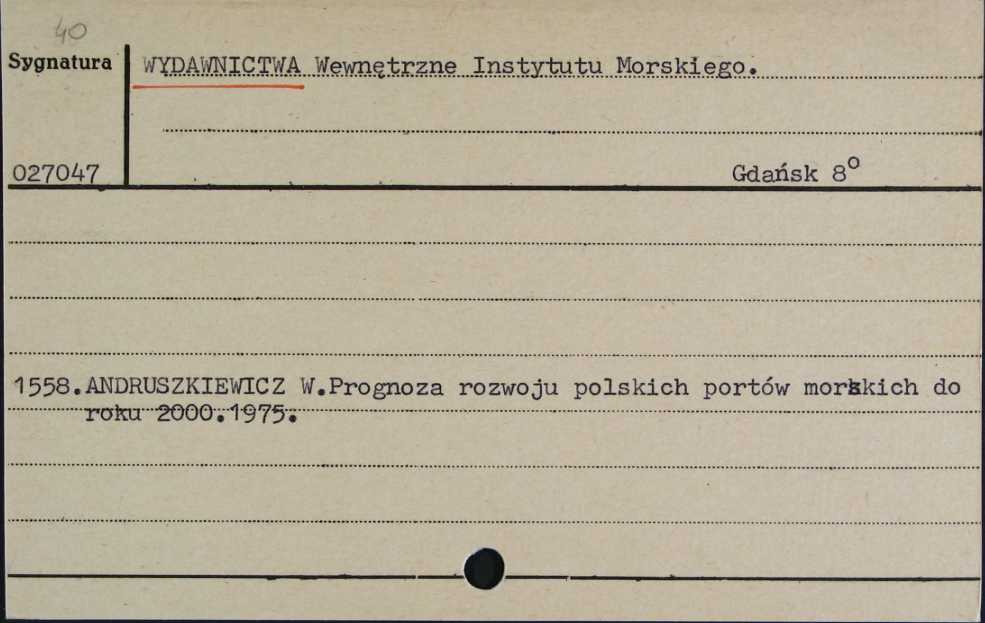 40
Sygnatura WYDAWNICTWA Wewnętrzne Instytutu Morskiego.
027047 Gdańsk 8°
1558.ANDRUSZKIEWICZ W.Prognoza rozwoju polskich portów morskich do
roku 2000.1975.